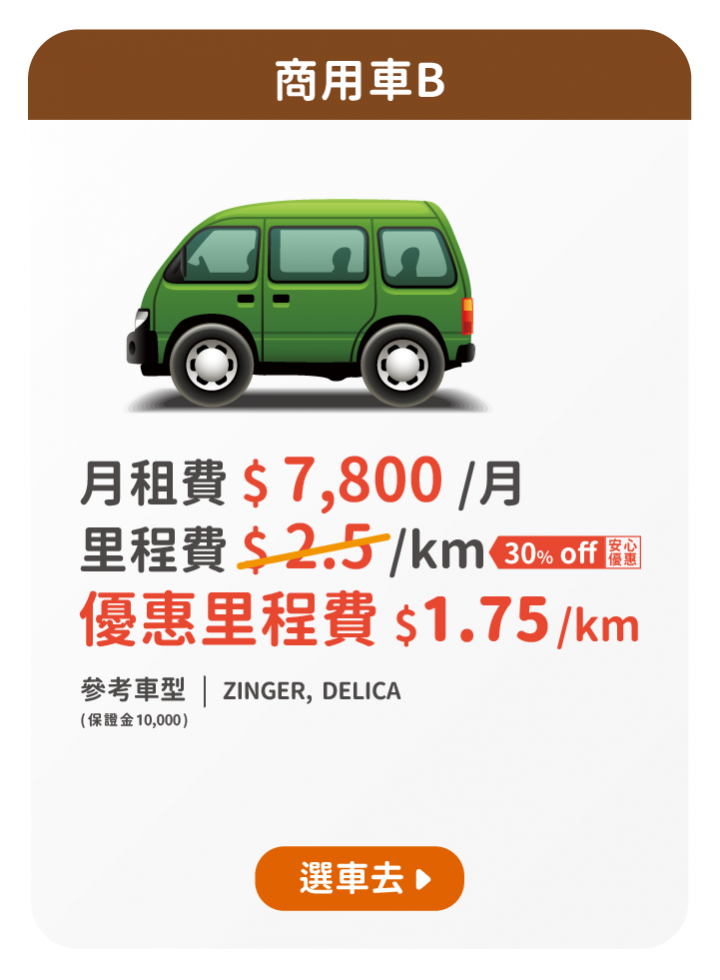 商用車B
月租費 $ 7,800 /月
里程費 $ 2.5 /km 30% off 安心優惠
優惠里程費 $1.75/km
參考車型 | ZINGER, DELICA
(保證金10,000)
選車去